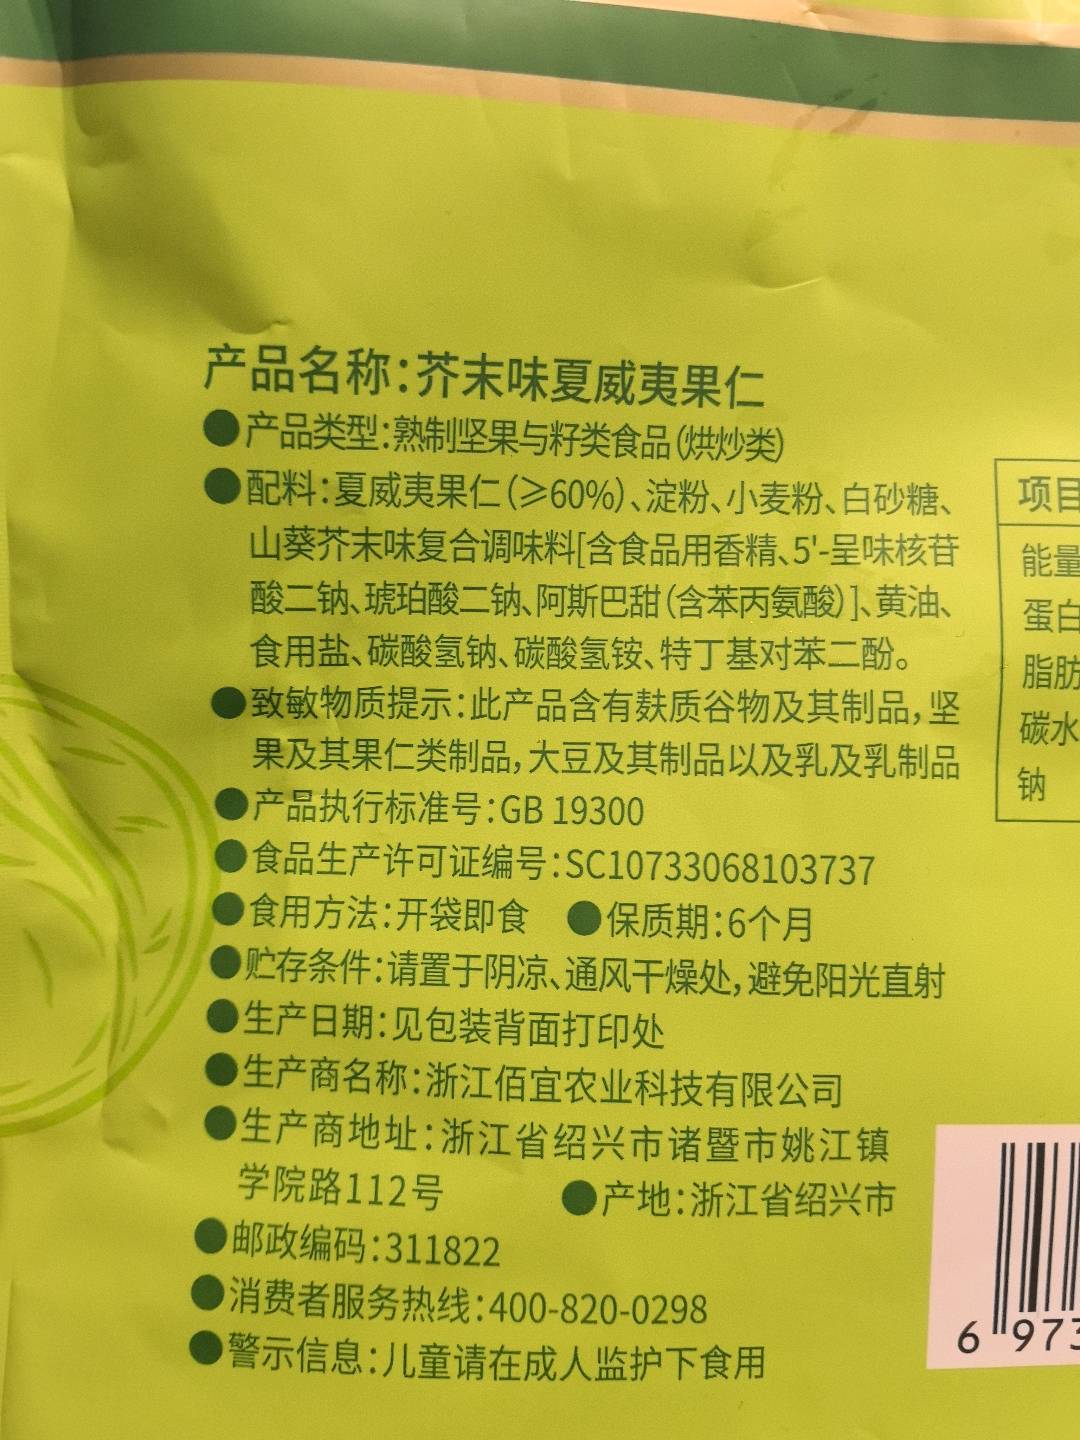 产品名称:芥末味夏威夷果仁
●产品类型:熟制坚果与籽类食品(烘炒类)
●配料:夏威夷果仁(≥60%)、淀粉、小麦粉、白砂糖、
山葵芥末味复合调味料[含食品用香精、5'-呈味核苷
酸二钠、琥珀酸二钠、阿斯巴甜(含苯丙氨酸)]、黄油、
食用盐、碳酸氢钠、碳酸氢铵、特丁基对苯二酚。
●致敏物质提示:此产品含有麸质谷物及其制品,坚
果及其果仁类制品,大豆及其制品以及乳及乳制品
●产品执行标准号:GB 19300
●食品生产许可证编号:SC10733068103737
●食用方法:开袋即食 ●保质期:6个月
●贮存条件:请置于阴凉、通风干燥处,避免阳光直射
●生产日期:见包装背面打印处
●生产商名称:浙江佰宜农业科技有限公司
●生产商地址:浙江省绍兴市诸暨市姚江镇
学院路112号 ●产地:浙江省绍兴市
●邮政编码:311822
●消费者服务热线:400-820-0298
●警示信息:儿童请在成人监护下食用
项目
能量
蛋白
脂肪
碳水
钠
6 973